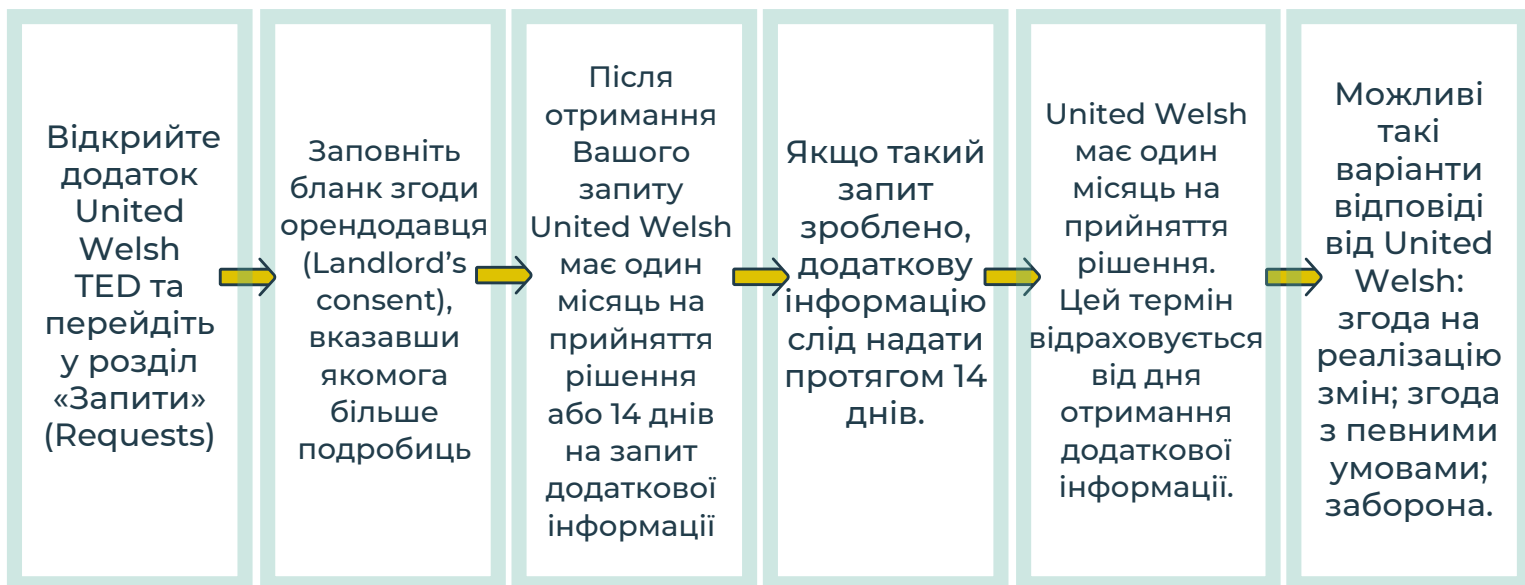 Відкрийте
додаток
United
Welsh
TED та
перейдіть
у розділ
«Запити»
(Requests)
Заповніть
бланк згоди
орендодавця
(Landlord’s
consent),
вказавши
якомога
більше
подробиць
Після
отримання
Вашого
запиту
United Welsh
має один
місяць на
прийняття
рішення
або 14 днів
на запит
додаткової
інформації
Якщо такий
запит
зроблено,
додаткову
інформацію
слід надати
протягом 14
днів.
United Welsh
має один
місяць на
прийняття
рішення.
Цей термін
відраховується
від дня
отримання
додаткової
інформації.
Можливі
такі
варіанти
відповіді
від United
Welsh:
згода на
реалізацію
змін; згода
з певними
умовами;
заборона.